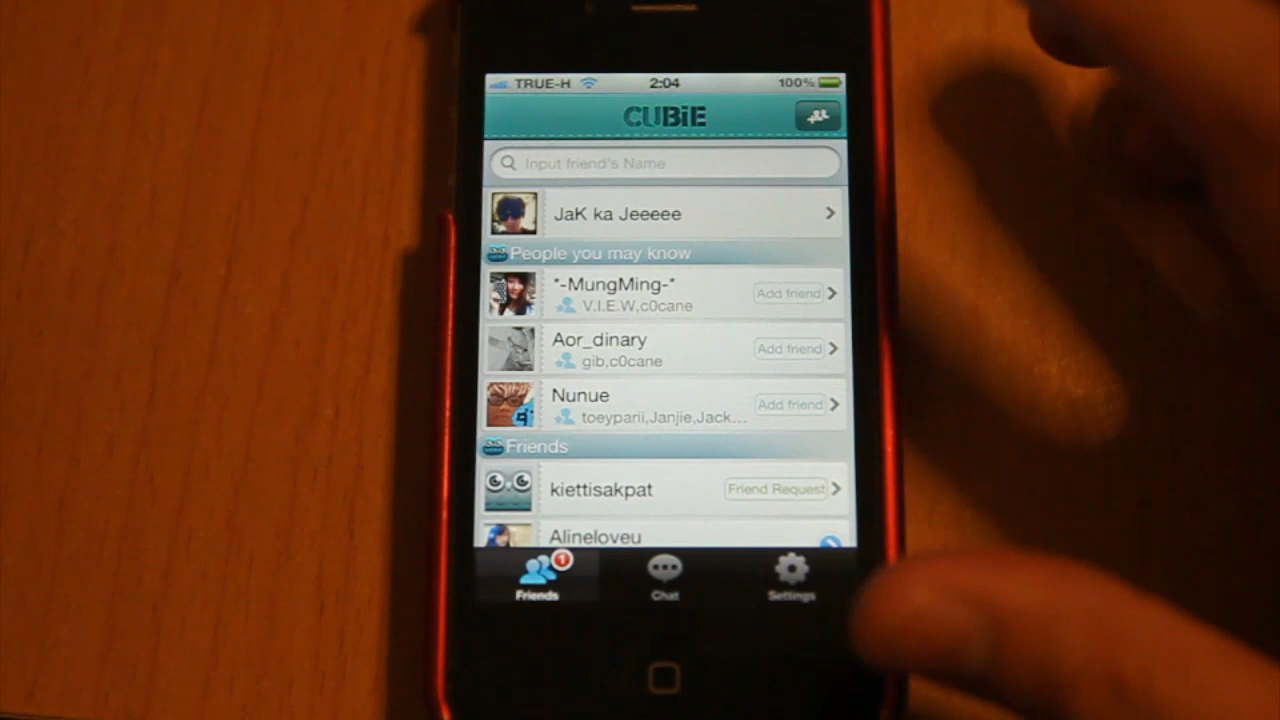 TRUE-H 2:04 100%
CUBiE
Input friend's Name
JaK ka Jeeeee
People you may know
*-MungMing-*
V.I.E.W,c0cane
Add friend
Aor_dinary
gib,c0cane
Add friend
Nunue
toeyparii,Janjie,Jack...
Add friend
Friends
kiettisakpat
Friend Request
Alineloveu
1
Friends Chat Settings